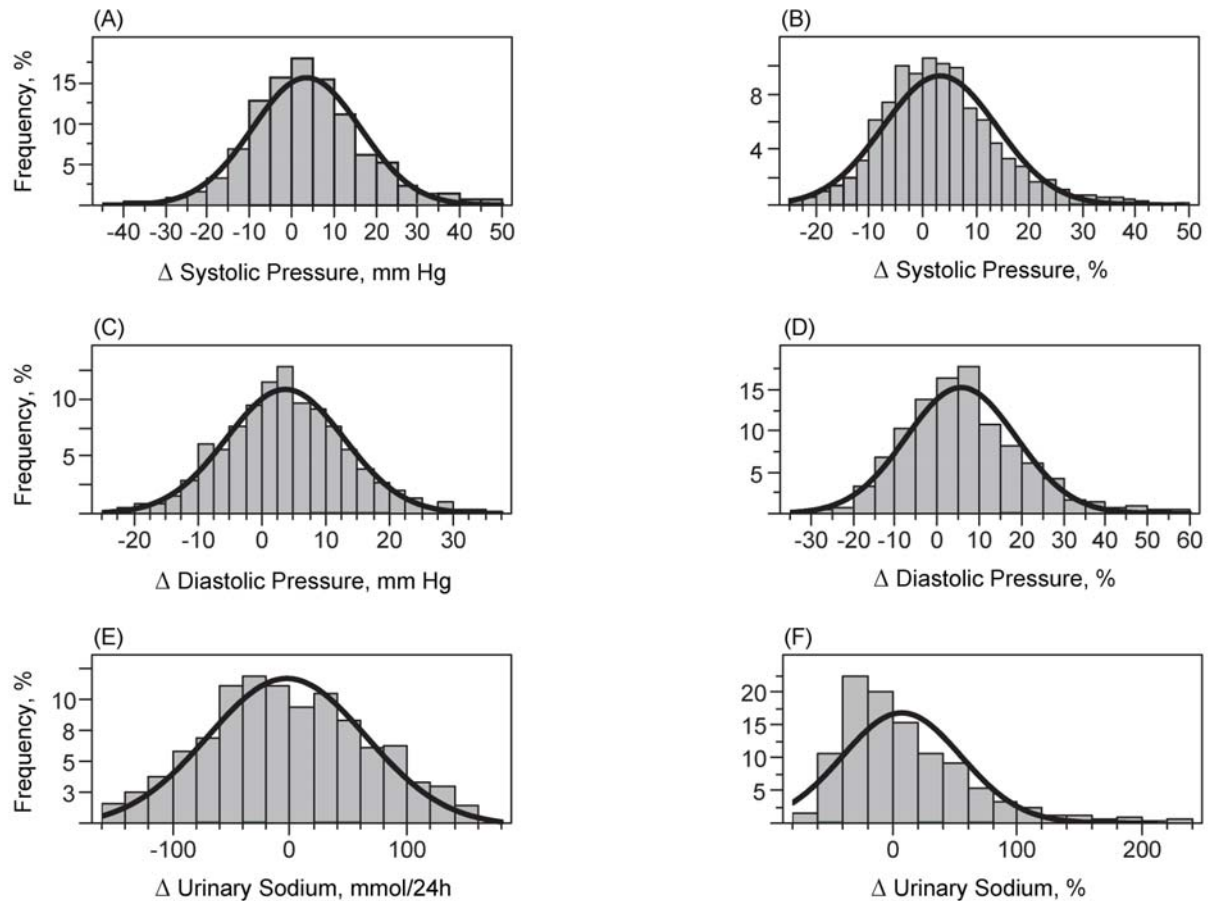 (A)
Frequency, %
15
10
5
-40 -30 -20 -10 0 10 20 30 40 50
Δ Systolic Pressure, mm Hg
(B)
8
4
-20 -10 0 10 20 30 40 50
Δ Systolic Pressure, %
(C)
Frequency, %
10
5
-20 -10 0 10 20 30
Δ Diastolic Pressure, mm Hg
(D)
15
10
5
-30 -20 -10 0 10 20 30 40 50 60
Δ Diastolic Pressure, %
(E)
Frequency, %
10
8
5
3
-100 0 100
Δ Urinary Sodium, mmol/24h
(F)
20
15
10
5
0 100 200
Δ Urinary Sodium, %